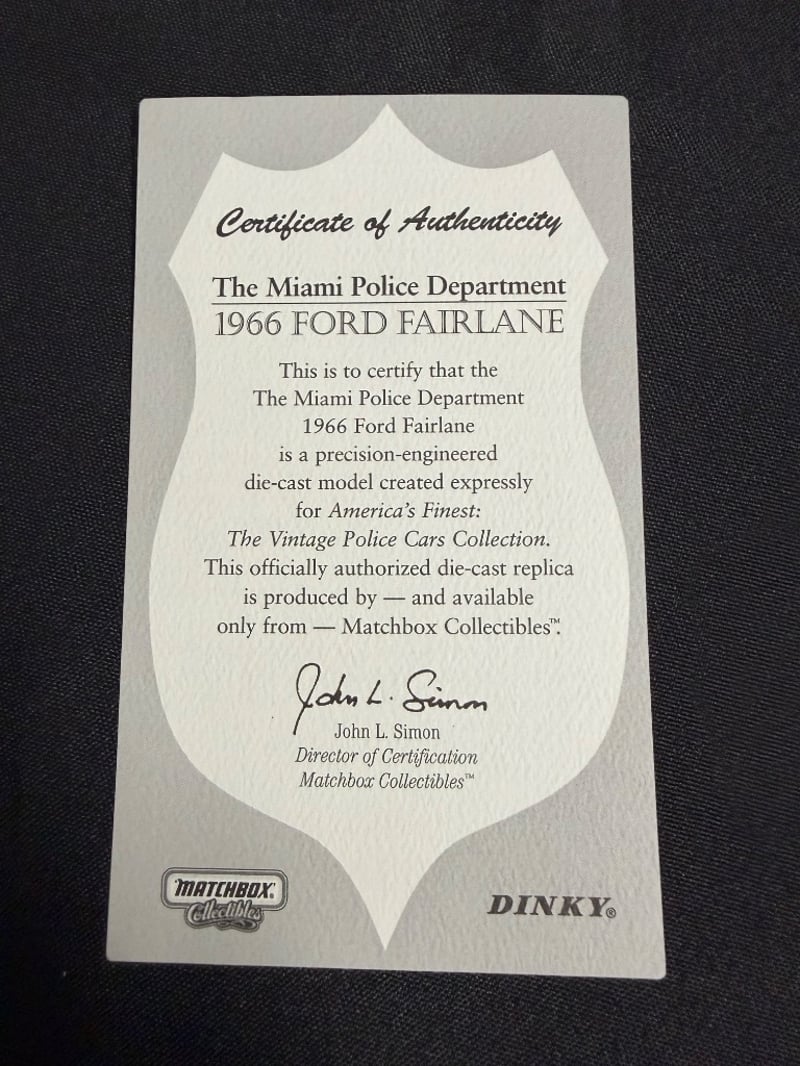 Certificate of Authenticity
The Miami Police Department
1966 FORD FAIRLANE
This is to certify that the
The Miami Police Department
1966 Ford Fairlane
is a precision-engineered
die-cast model created expressly
for America's Finest:
The Vintage Police Cars Collection.
This officially authorized die-cast replica
is produced by — and available
only from — Matchbox Collectibles™.
John L. Simon
John L. Simon
Director of Certification
Matchbox Collectibles™
MATCHBOX®
Collectibles
DINKY®